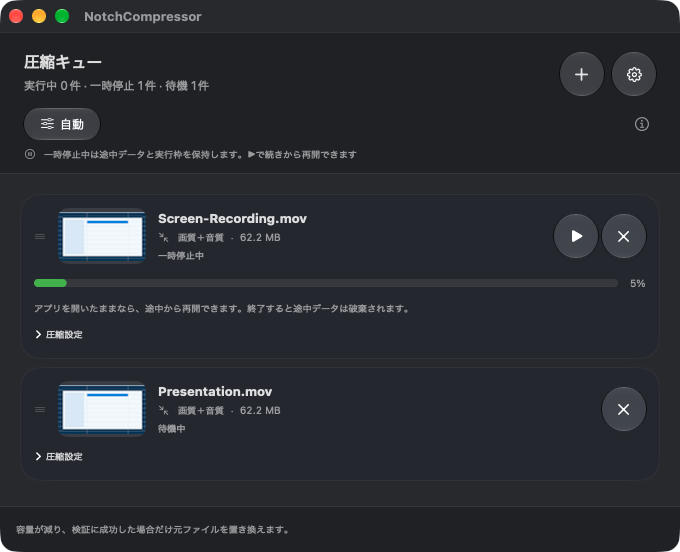 NotchCompressor
圧縮キュー
実行中 0 件 · 一時停止 1 件 · 待機 1 件
自動
一時停止中は途中データと実行枠を保持します。▶で続きから再開できます
Screen-Recording.mov
画質＋音質 · 62.2 MB
一時停止中
5%
アプリを開いたままなら、途中から再開できます。終了すると途中データは破棄されます。
圧縮設定
Presentation.mov
画質＋音質 · 62.2 MB
待機中
圧縮設定
容量が減り、検証に成功した場合だけ元ファイルを置き換えます。